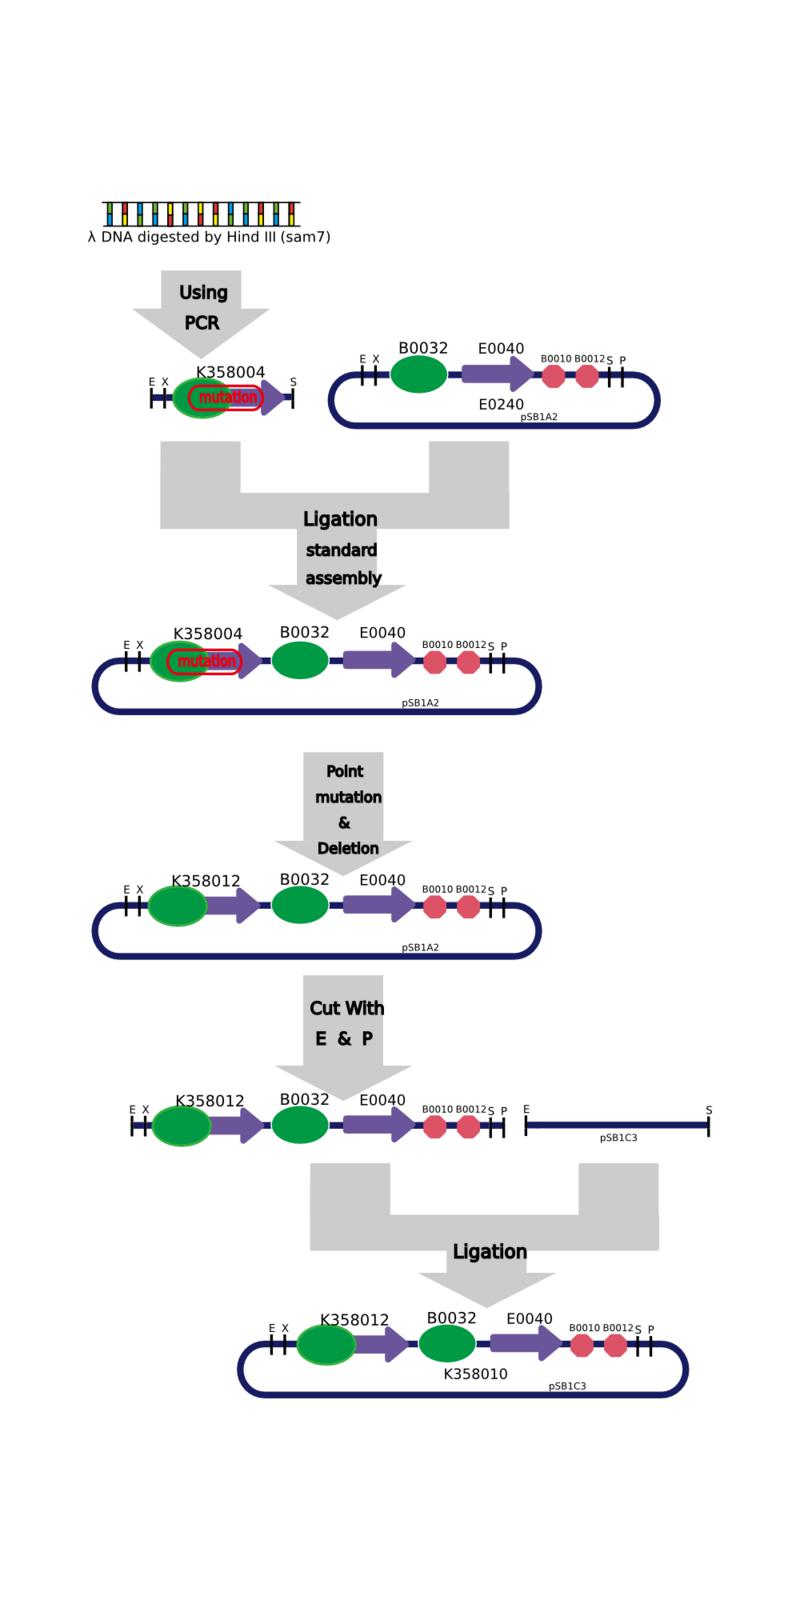 λ DNA digested by Hind III (sam7)
Using
PCR
K358004
E X S
mutation
B0032 E0040
E X B0010 B0012 S P
E0240
pSB1A2
Ligation
standard
assembly
K358004 B0032 E0040
E X B0010 B0012 S P
mutation
pSB1A2
Point
mutation
&
Deletion
K358012 B0032 E0040
E X B0010 B0012 S P
pSB1A2
Cut With
E & P
K358012 B0032 E0040
E X B0010 B0012 S P E S
pSB1C3
Ligation
K358012 B0032 E0040
E X B0010 B0012 S P
K358010
pSB1C3